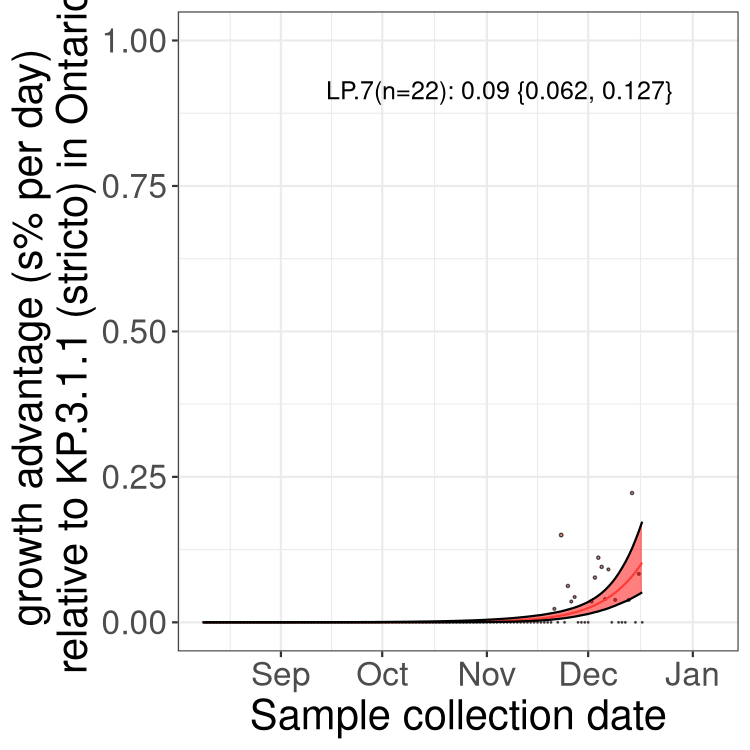 growth advantage (s% per day)
relative to KP.3.1.1 (stricto) in Ontario
1.00
0.75
0.50
0.25
0.00
LP.7(n=22): 0.09 {0.062, 0.127}
Sep Oct Nov Dec Jan
Sample collection date